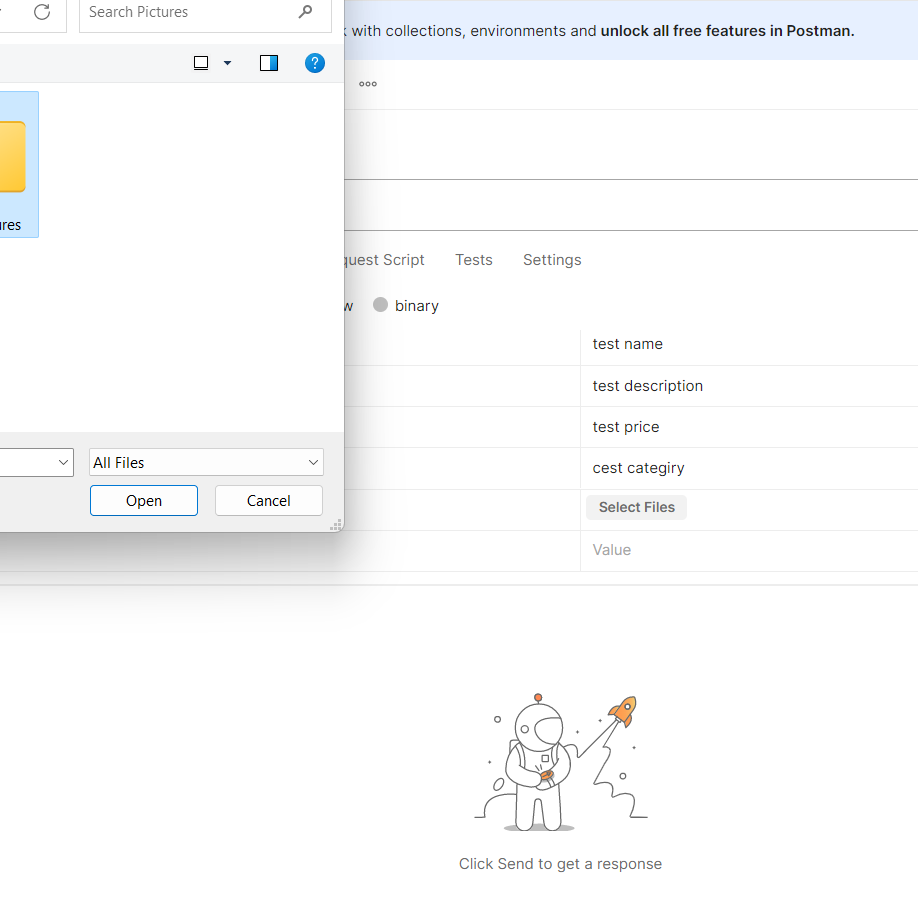 Search Pictures
with collections, environments and unlock all free features in Postman.
?
ures
quest Script Tests Settings
w binary
test name
test description
test price
cest categiry
All Files
Open Cancel
Select Files
Value
Click Send to get a response